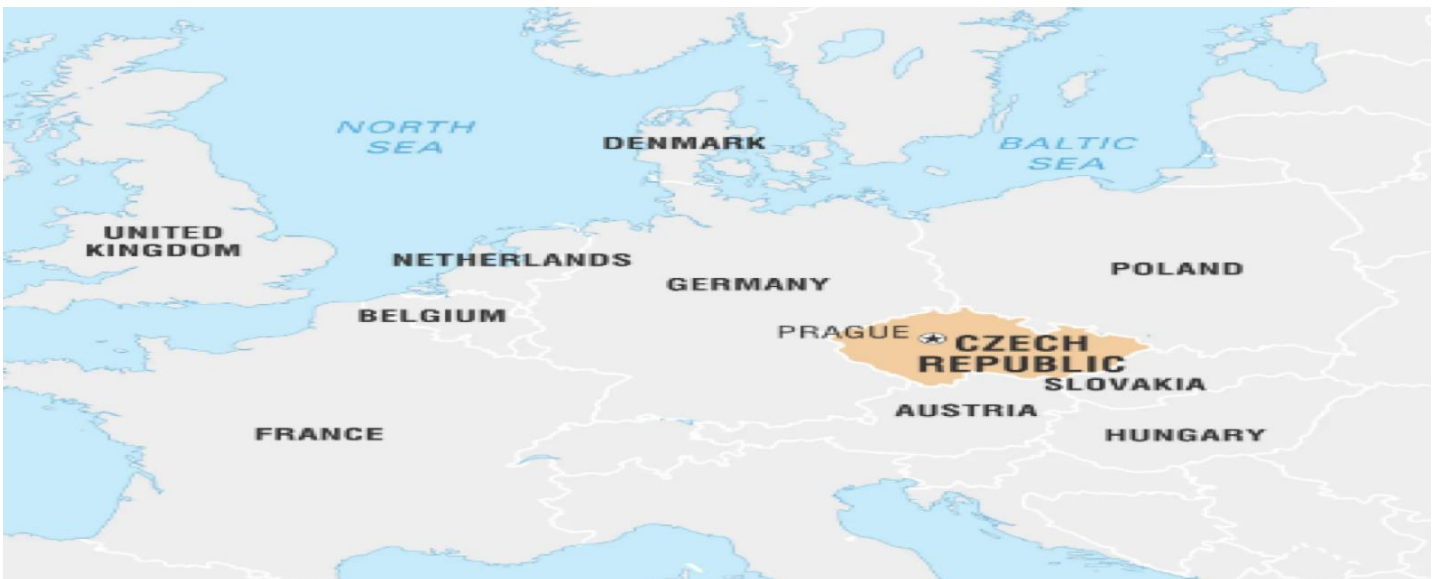 NORTH
SEA
DENMARK
BALTIC
SEA
UNITED
KINGDOM
NETHERLANDS
GERMANY
POLAND
BELGIUM
PRAGUE
CZECH
REPUBLIC
SLOVAKIA
AUSTRIA
FRANCE
HUNGARY